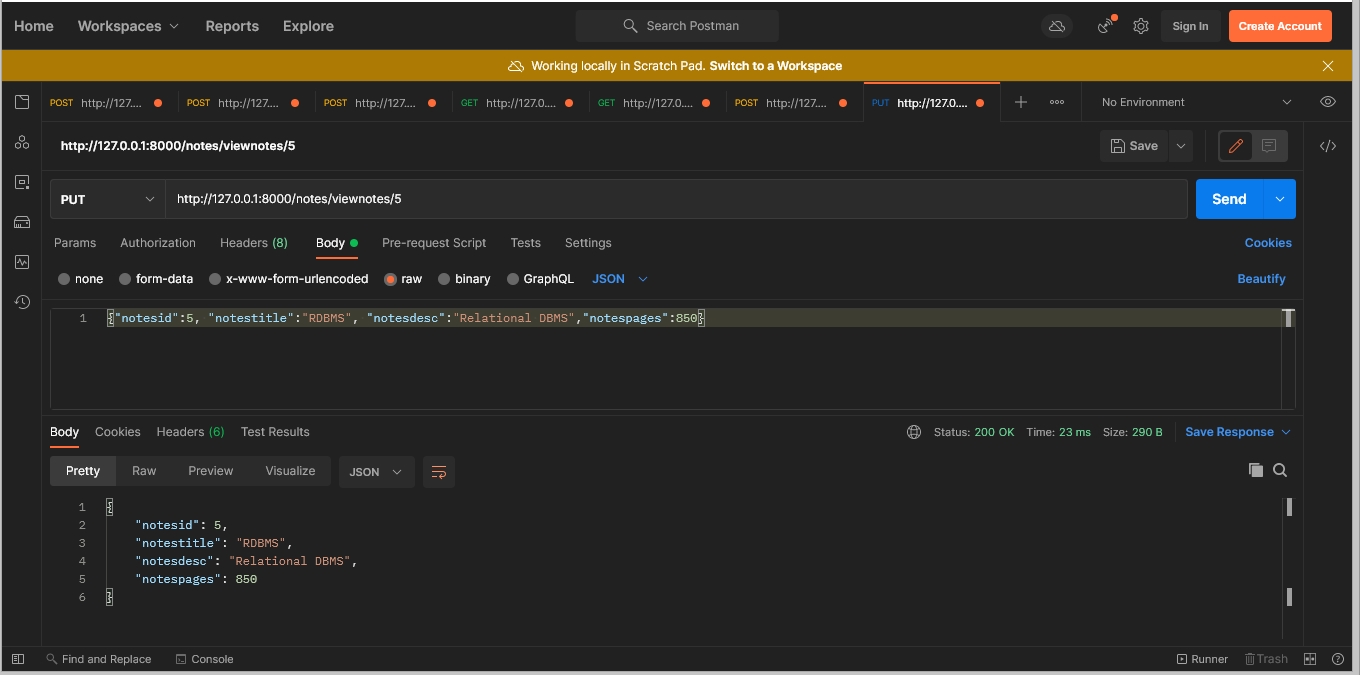 Home Workspaces Reports Explore Search Postman Sign In Create Account
Working locally in Scratch Pad. Switch to a Workspace
POST http://127.... POST http://127.... POST http://127.... GET http://127.0.... GET http://127.0.... POST http://127.... PUT http://127.0.... No Environment
http://127.0.0.1:8000/notes/viewnotes/5 Save
PUT http://127.0.0.1:8000/notes/viewnotes/5 Send
Params Authorization Headers (8) Body Pre-request Script Tests Settings Cookies
none form-data x-www-form-urlencoded raw binary GraphQL JSON Beautify
1 {"notesid":5, "notestitle":"RDBMS", "notesdesc":"Relational DBMS","notespages":850}
Body Cookies Headers (6) Test Results Status: 200 OK Time: 23 ms Size: 290 B Save Response
Pretty Raw Preview Visualize JSON
1 {
2 "notesid": 5,
3 "notestitle": "RDBMS",
4 "notesdesc": "Relational DBMS",
5 "notespages": 850
6 }
Find and Replace Console Runner Trash